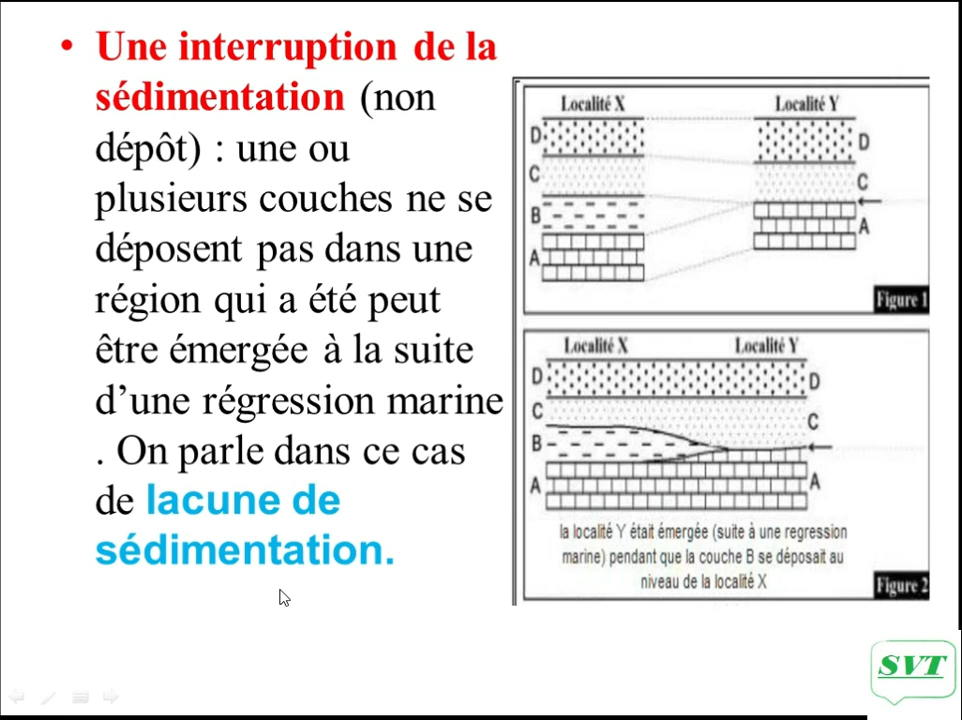 • Une interruption de la
sédimentation (non
dépôt) : une ou
plusieurs couches ne se
déposent pas dans une
région qui a été peut
être émergée à la suite
d’une régression marine
. On parle dans ce cas
de lacune de
sédimentation.
Localité X Localité Y
D D
C C
B
A A
Figure 1
Localité X Localité Y
D D
C C
B
A A
la localité Y était émergée (suite à une regression
marine) pendant que la couche B se déposait au
niveau de la localité X
Figure 2
SVT